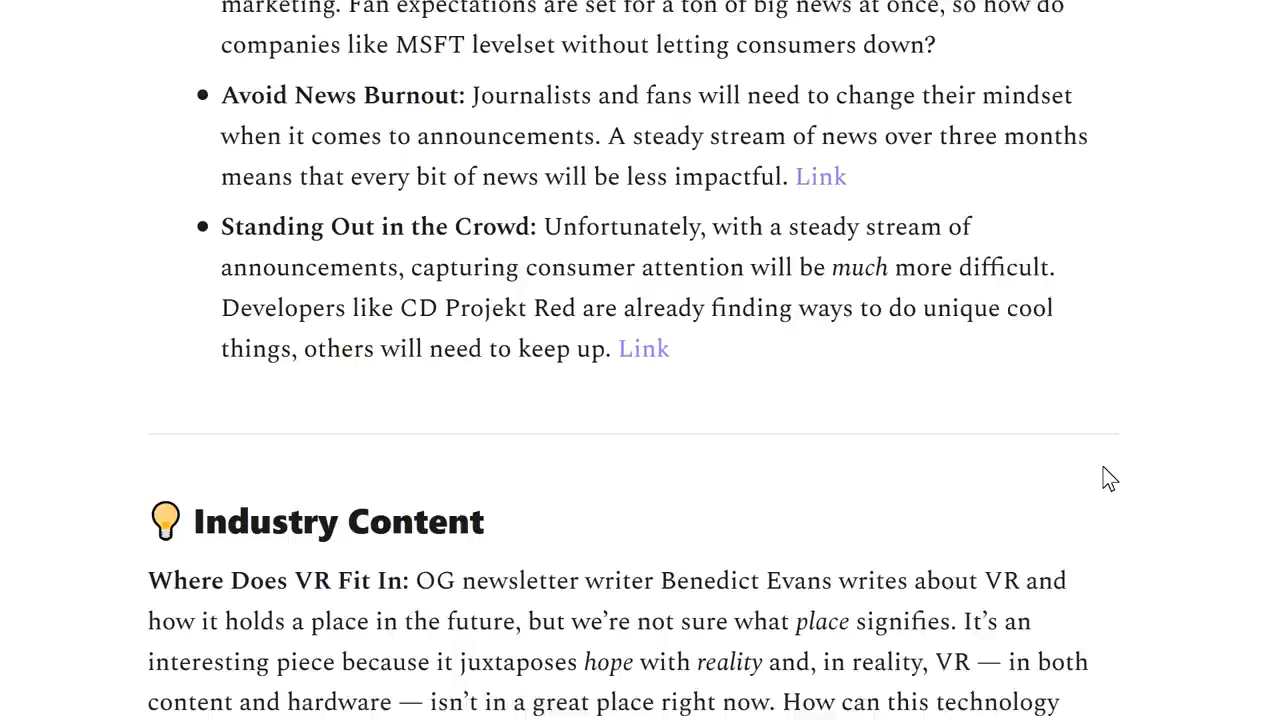 marketing. Fan expectations are set for a ton of big news at once, so how do
companies like MSFT levelset without letting consumers down?
• Avoid News Burnout: Journalists and fans will need to change their mindset
when it comes to announcements. A steady stream of news over three months
means that every bit of news will be less impactful. Link
• Standing Out in the Crowd: Unfortunately, with a steady stream of
announcements, capturing consumer attention will be much more difficult.
Developers like CD Projekt Red are already finding ways to do unique cool
things, others will need to keep up. Link
💡 Industry Content
Where Does VR Fit In: OG newsletter writer Benedict Evans writes about VR and
how it holds a place in the future, but we’re not sure what place signifies. It’s an
interesting piece because it juxtaposes hope with reality and, in reality, VR — in both
content and hardware — isn’t in a great place right now. How can this technology